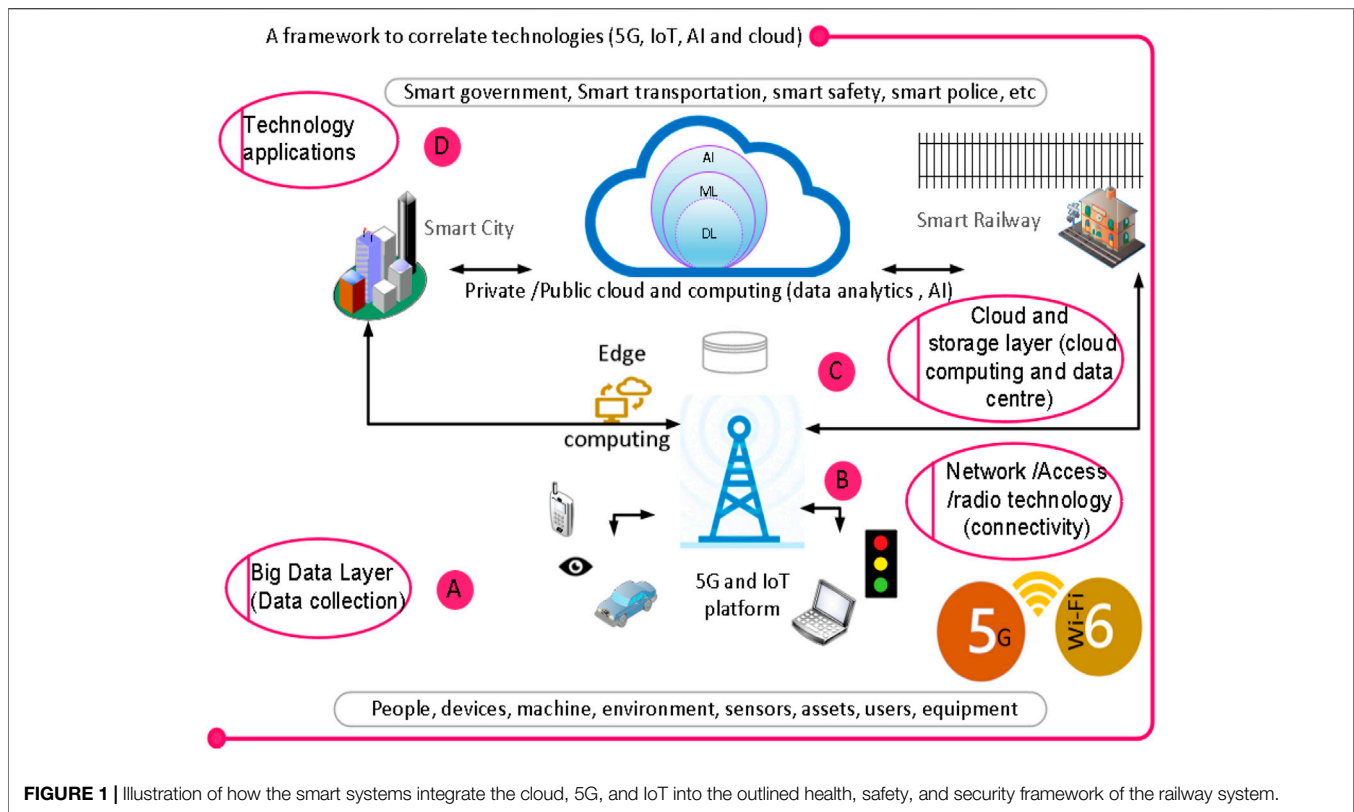 A framework to correlate technologies (5G, IoT, AI and cloud)
Smart government, Smart transportation, smart safety, smart police, etc
Technology
applications
D
AI
ML
DL
Smart City
Smart Railway
Private /Public cloud and computing (data analytics , AI)
Cloud and
storage layer (cloud
computing and data
centre)
C
Edge
computing
B
Network /Access
/radio technology
(connectivity)
Big Data Layer
(Data collection)
A
5G and IoT
platform
5G
Wi-Fi 6
People, devices, machine, environment, sensors, assets, users, equipment
FIGURE 1 | Illustration of how the smart systems integrate the cloud, 5G, and IoT into the outlined health, safety, and security framework of the railway system.